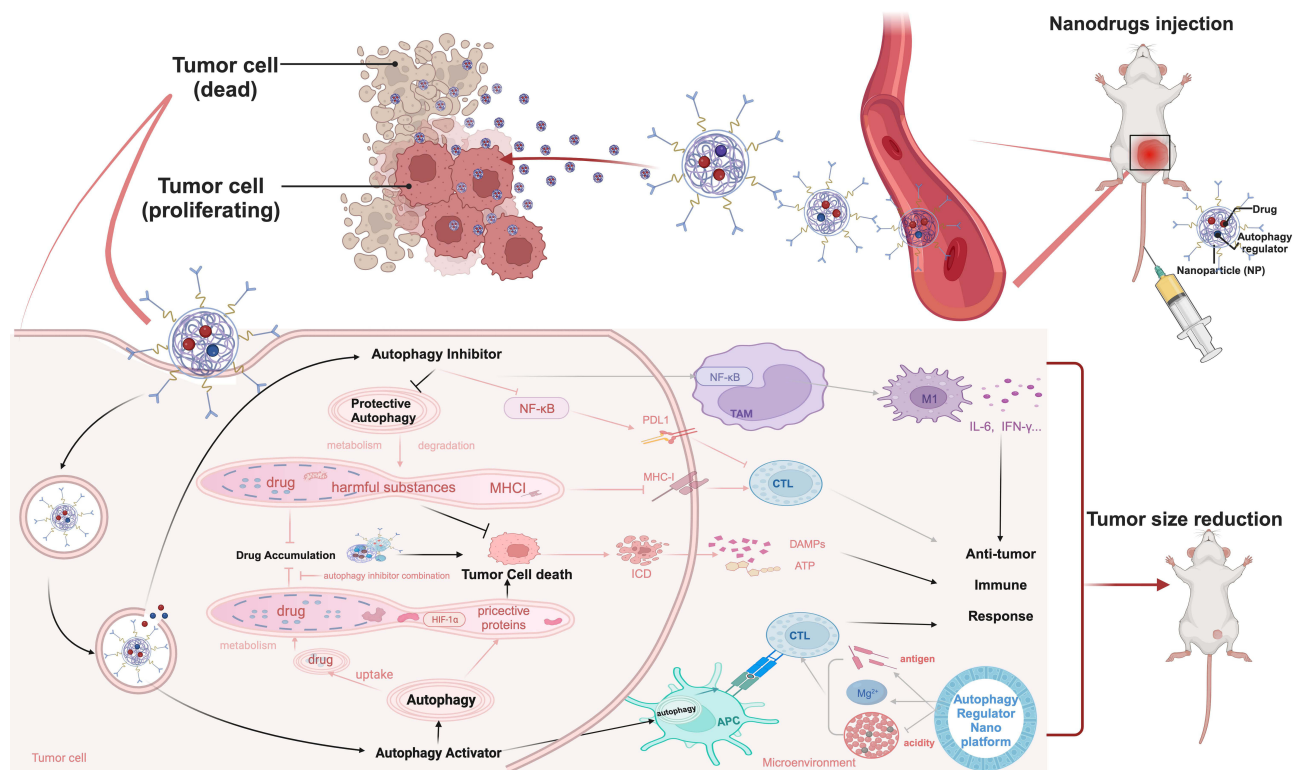 Nanodrugs injection
Tumor cell
(dead)
Tumor cell
(proliferating)
Drug
Autophagy
regulator
Nanoparticle (NP)
Autophagy Inhibitor
Protective
Autophagy
NF-κB
NF-κB
TAM
M1
IL-6, IFN-γ...
PDL1
metabolism
degradation
drug
harmful substances
MHCI
MHC-I
CTL
Tumor size reduction
Drug Accumulation
Tumor Cell death
ICD
DAMPs
ATP
Anti-tumor
Immune
Response
autophagy inhibitor combination
drug
HIF-1α
pricective
proteins
metabolism
drug
uptake
Autophagy
CTL
antigen
Mg²⁺
acidity
autophagy
APC
Autophagy
Regulator
Nano
platform
Autophagy Activator
Tumor cell
Microenvironment